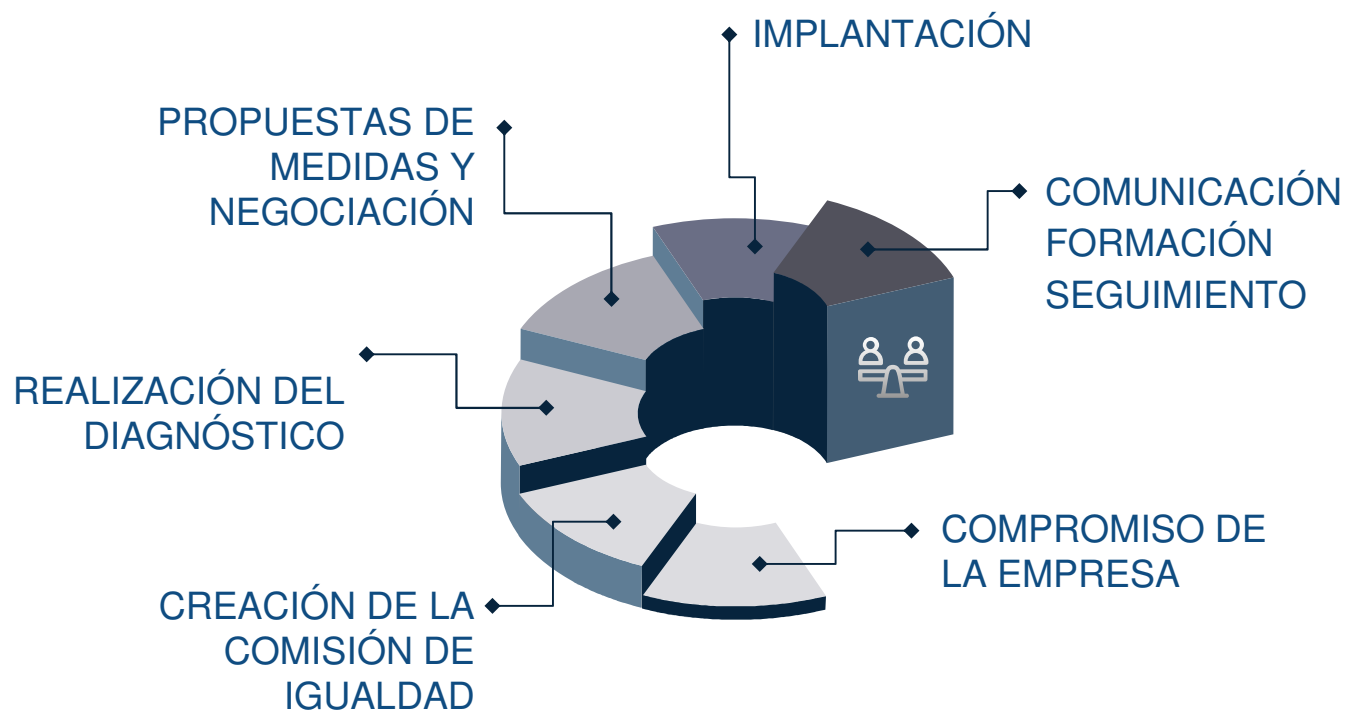 IMPLANTACIÓN
PROPUESTAS DE
MEDIDAS Y
NEGOCIACIÓN
COMUNICACIÓN
FORMACIÓN
SEGUIMIENTO
REALIZACIÓN DEL
DIAGNÓSTICO
COMPROMISO DE
LA EMPRESA
CREACIÓN DE LA
COMISIÓN DE
IGUALDAD